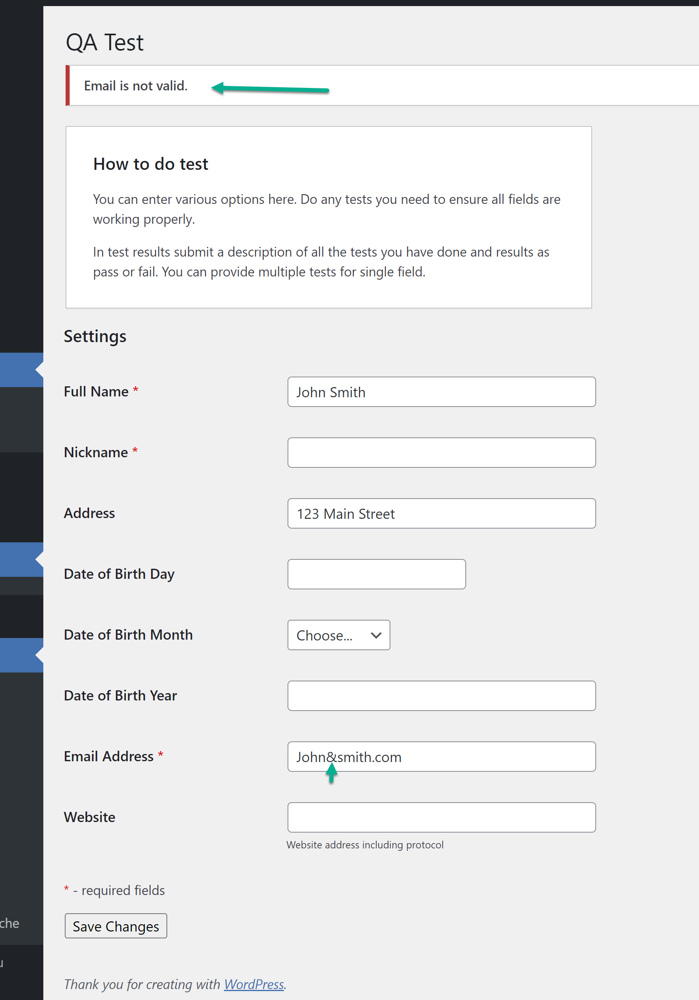 QA Test
Email is not valid.
How to do test
You can enter various options here. Do any tests you need to ensure all fields are
working properly.
In test results submit a description of all the tests you have done and results as
pass or fail. You can provide multiple tests for single field.
Settings
Full Name *
John Smith
Nickname *
Address
123 Main Street
Date of Birth Day
Date of Birth Month
Choose...
Date of Birth Year
Email Address *
John&smith.com
Website
Website address including protocol
* - required fields
che
Save Changes
Thank you for creating with WordPress.